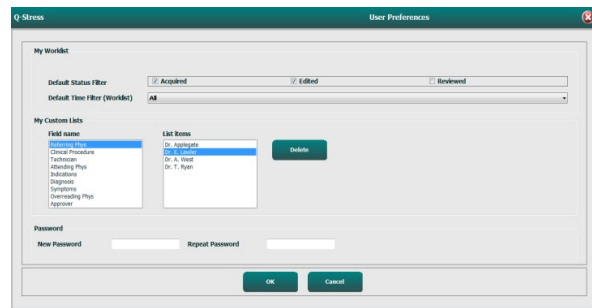 Q-Stress User Preferences
My Worklist
Default Status Filter Acquired Edited Reviewed
Default Time Filter (Worklist) All
My Custom Lists
Field name List items
Referring Phys Dr. Applegate
Clinical Procedure Dr. E. Lawler
Technician Dr. A. West
Attending Phys Dr. T. Ryan
Indications
Diagnosis
Symptoms
Overreading Phys
Approver
Delete
Password
New Password Repeat Password
OK Cancel